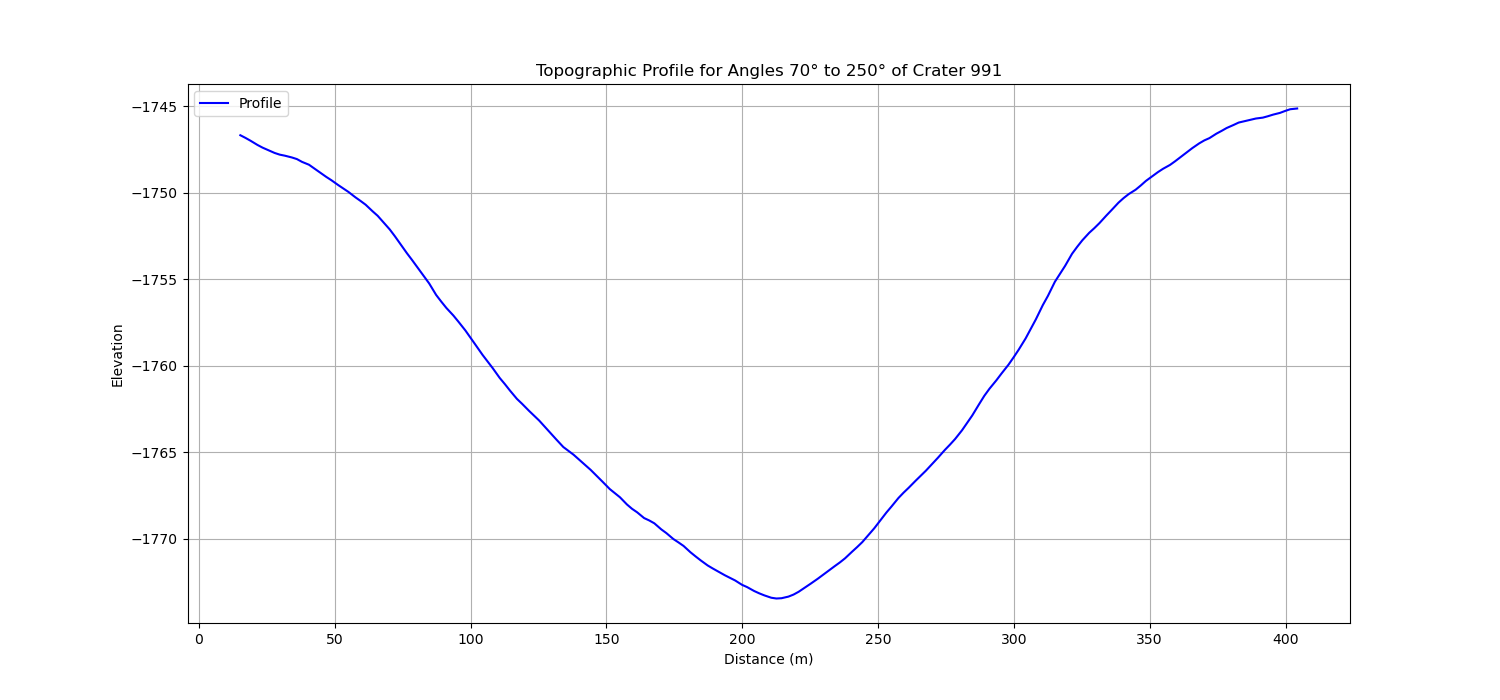 Topographic Profile for Angles 70° to 250° of Crater 991
Profile
−1745
−1750
−1755
−1760
−1765
−1770
Elevation
0 50 100 150 200 250 300 350 400
Distance (m)